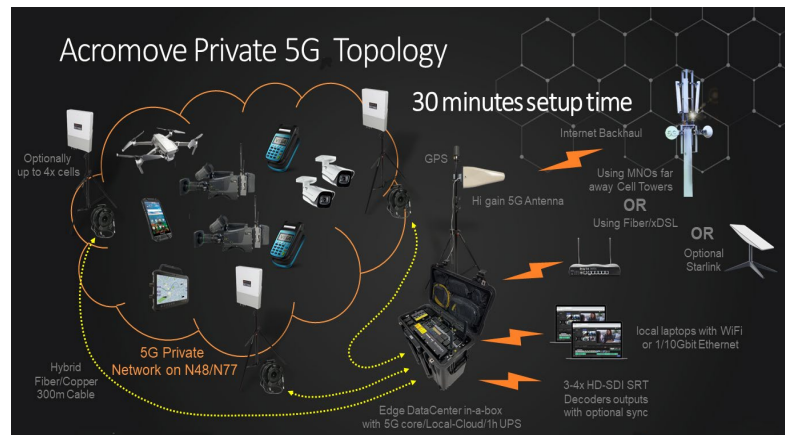 Acromove Private 5G Topology
30 minutes setup time
Internet Backhaul
GPS
Optionally
up to 4x cells
Using MNOs far
away Cell Towers
OR
Using Fiber/xDSL
Hi gain 5G Antenna
OR
Optional
Starlink
5G Private
Network on N48/N77
Hybrid
Fiber/Copper
300m Cable
local laptops with WiFi
or 1/10Gbit Ethernet
3-4x HD-SDI SRT
Decoders outputs
with optional sync
Edge DataCenter in-a-box
with 5G core/Local-Cloud/1h UPS